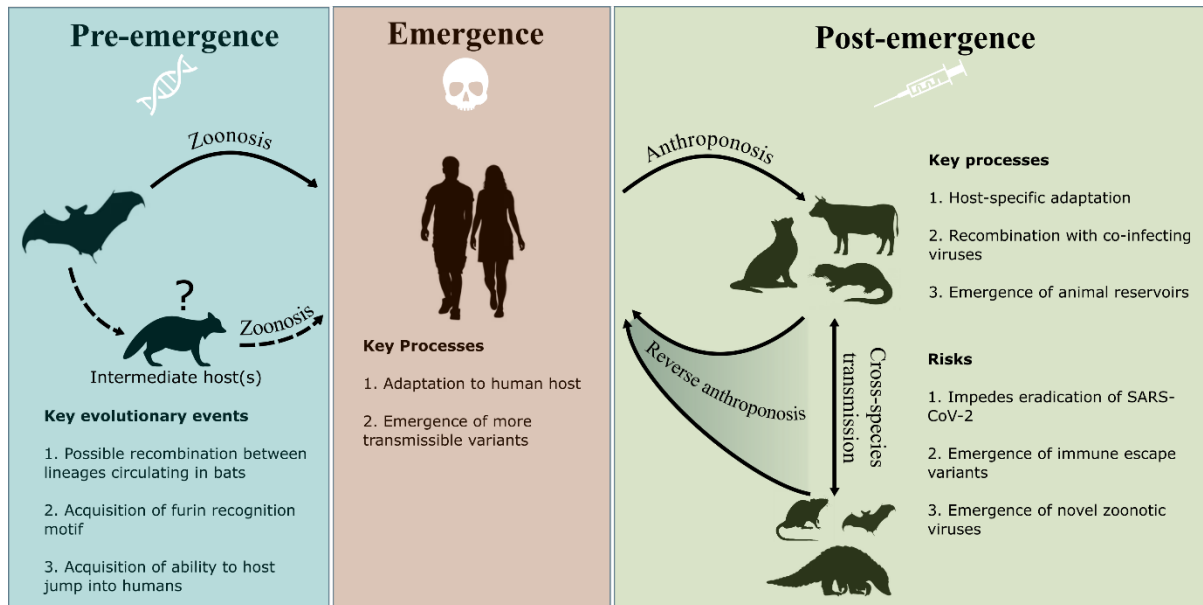 Pre-emergence
Zoonosis
?
Zoonosis
Intermediate host(s)
Key evolutionary events
1. Possible recombination between
lineages circulating in bats
2. Acquisition of furin recognition
motif
3. Acquisition of ability to host
jump into humans
Emergence
Key Processes
1. Adaptation to human host
2. Emergence of more
transmissible variants
Post-emergence
Anthroponosis
Reverse anthroponosis
Cross-species
transmission
Key processes
1. Host-specific adaptation
2. Recombination with co-infecting
viruses
3. Emergence of animal reservoirs
Risks
1. Impedes eradication of SARS-
CoV-2
2. Emergence of immune escape
variants
3. Emergence of novel zoonotic
viruses